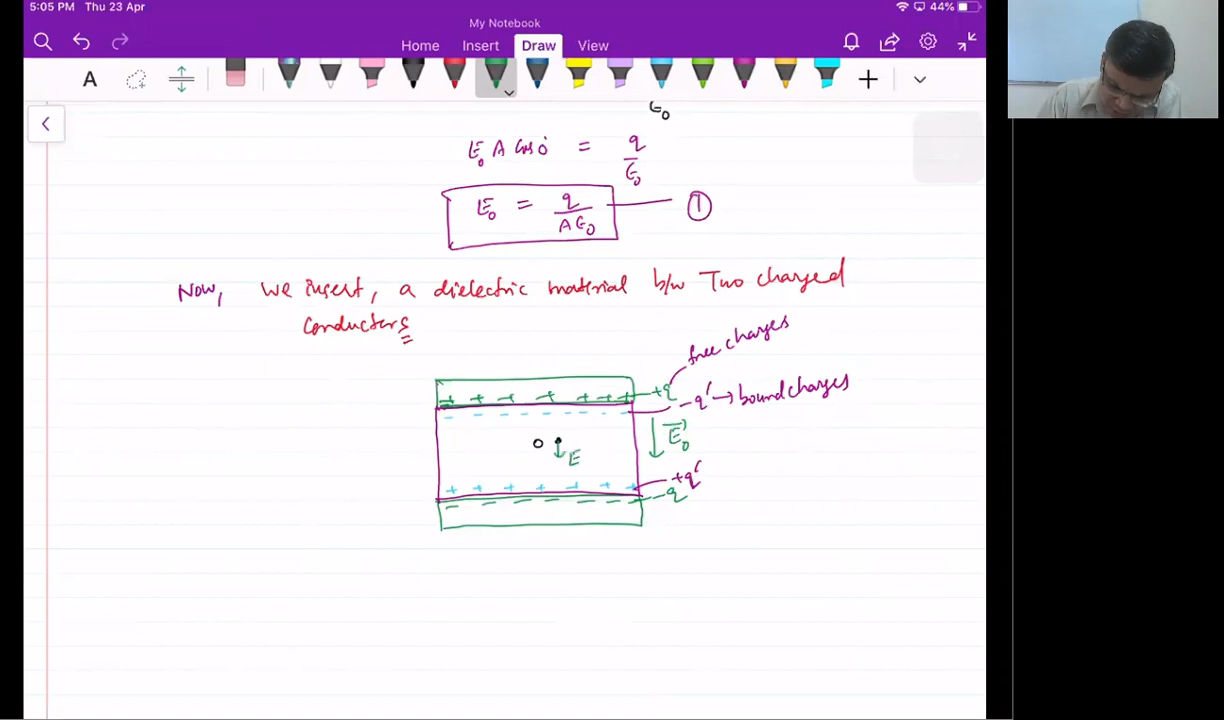 5:05 PM Thu 23 Apr
44%
My Notebook
Home Insert Draw View
A
ϵ₀
E₀ A Cos 0 = q/ϵ₀
E₀ = q/Aϵ₀ — ①
Now, we insert, a dielectric material b/w Two charged
conductors
free charges
+ + + + + + + +q
- - - - - - - -q' → bound charges
E₀
E
+ + + + + + + +q'
- - - - - - - -q